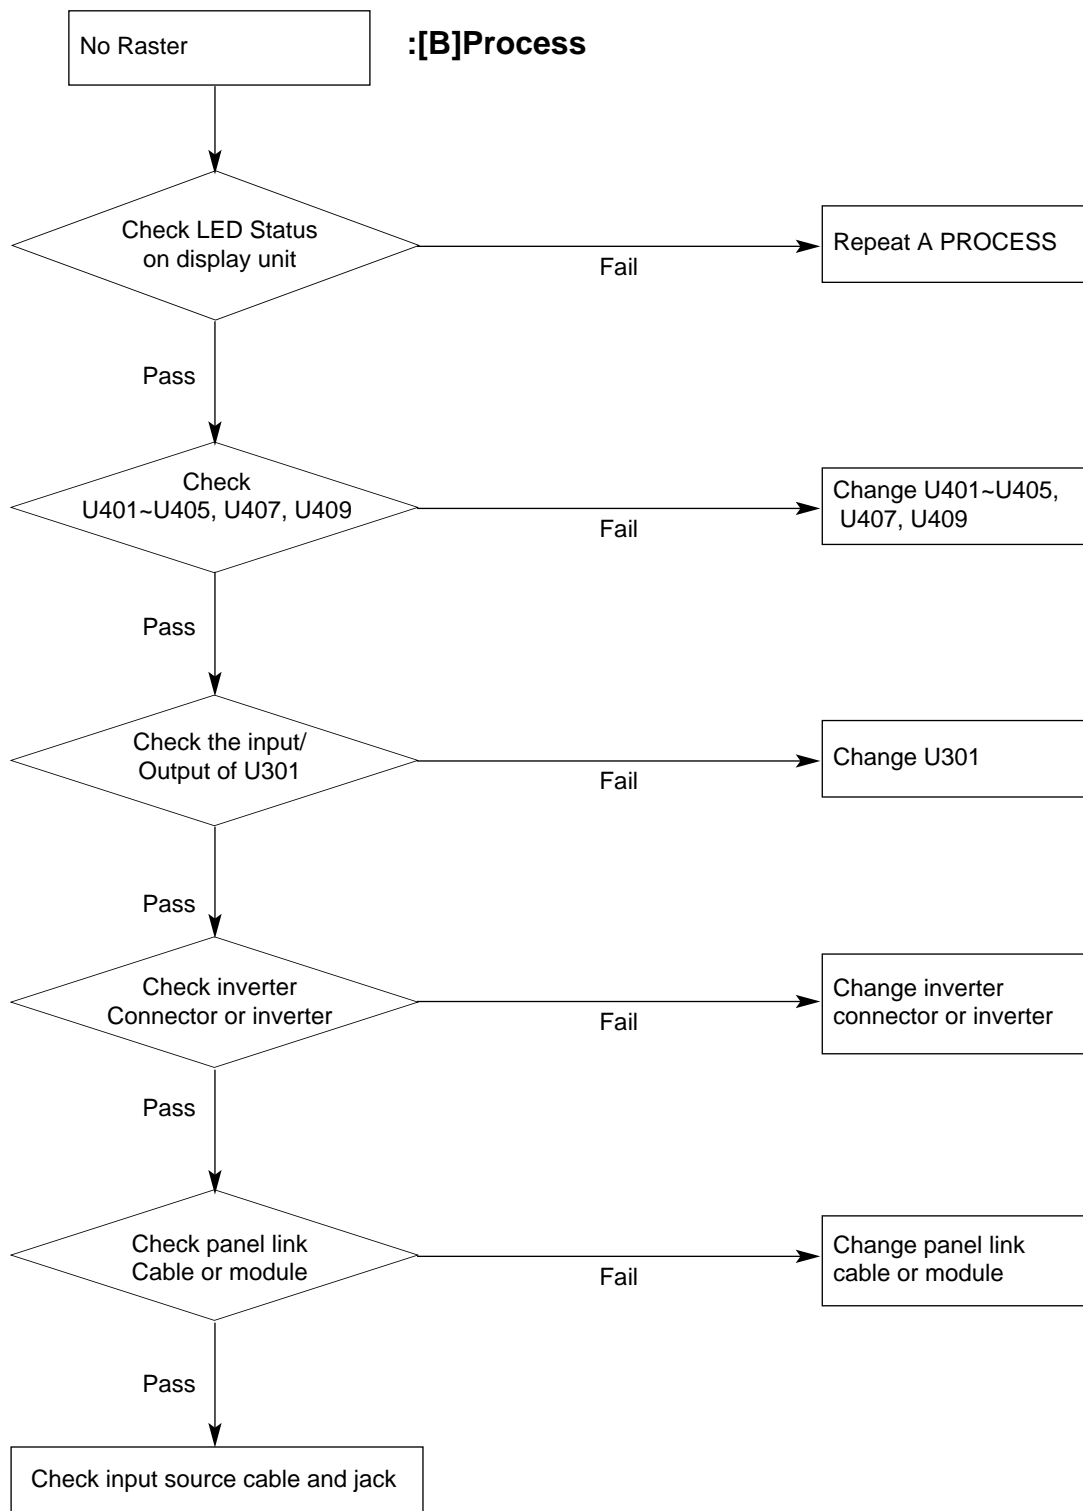 No Raster
:[B]Process
Check LED Status
on display unit
Fail
Repeat A PROCESS
Pass
Check
U401~U405, U407, U409
Fail
Change U401~U405,
U407, U409
Pass
Check the input/
Output of U301
Fail
Change U301
Pass
Check inverter
Connector or inverter
Fail
Change inverter
connector or inverter
Pass
Check panel link
Cable or module
Fail
Change panel link
cable or module
Pass
Check input source cable and jack